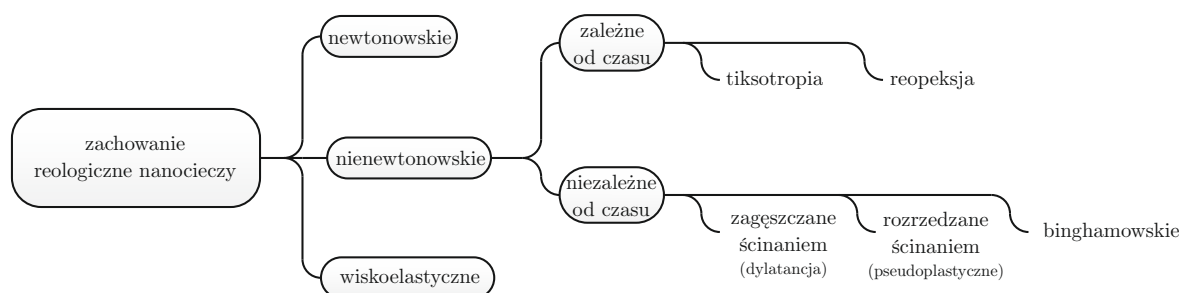 zachowanie
reologiczne nanocieczy
newtonowskie
nienewtonowskie
wiskoelastyczne
zależne
od czasu
tiksotropia
reopeksja
niezależne
od czasu
zagęszczane
ścinaniem
(dylatancja)
rozrzedzane
ścinaniem
(pseudoplastyczne)
binghamowskie